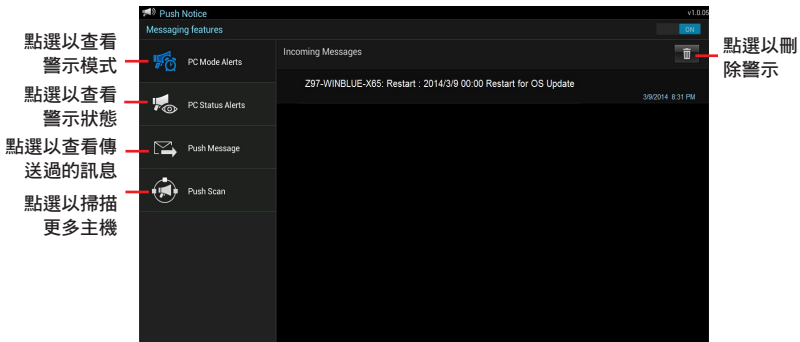 Push Notice
v1.0.05
Messaging features
ON
點選以查看
警示模式
PC Mode Alerts
Incoming Messages
點選以刪
除警示
Z97-WINBLUE-X65: Restart : 2014/3/9 00:00 Restart for OS Update
3/9/2014 8:31 PM
點選以查看
警示狀態
PC Status Alerts
點選以查看傳
送過的訊息
Push Message
點選以掃描
更多主機
Push Scan